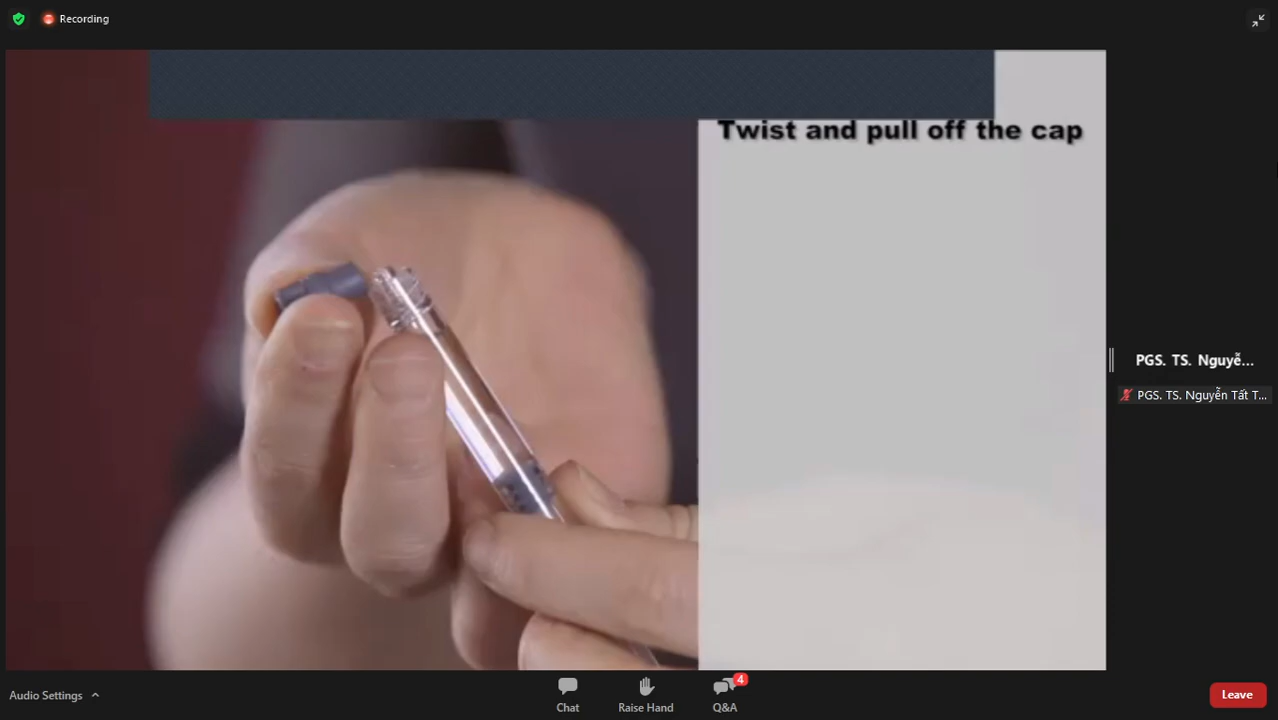 Recording
Twist and pull off the cap
PGS. TS. Nguyễ...
PGS. TS. Nguyễn Tất T...
Audio Settings
Chat
Raise Hand
4
Q&A
Leave